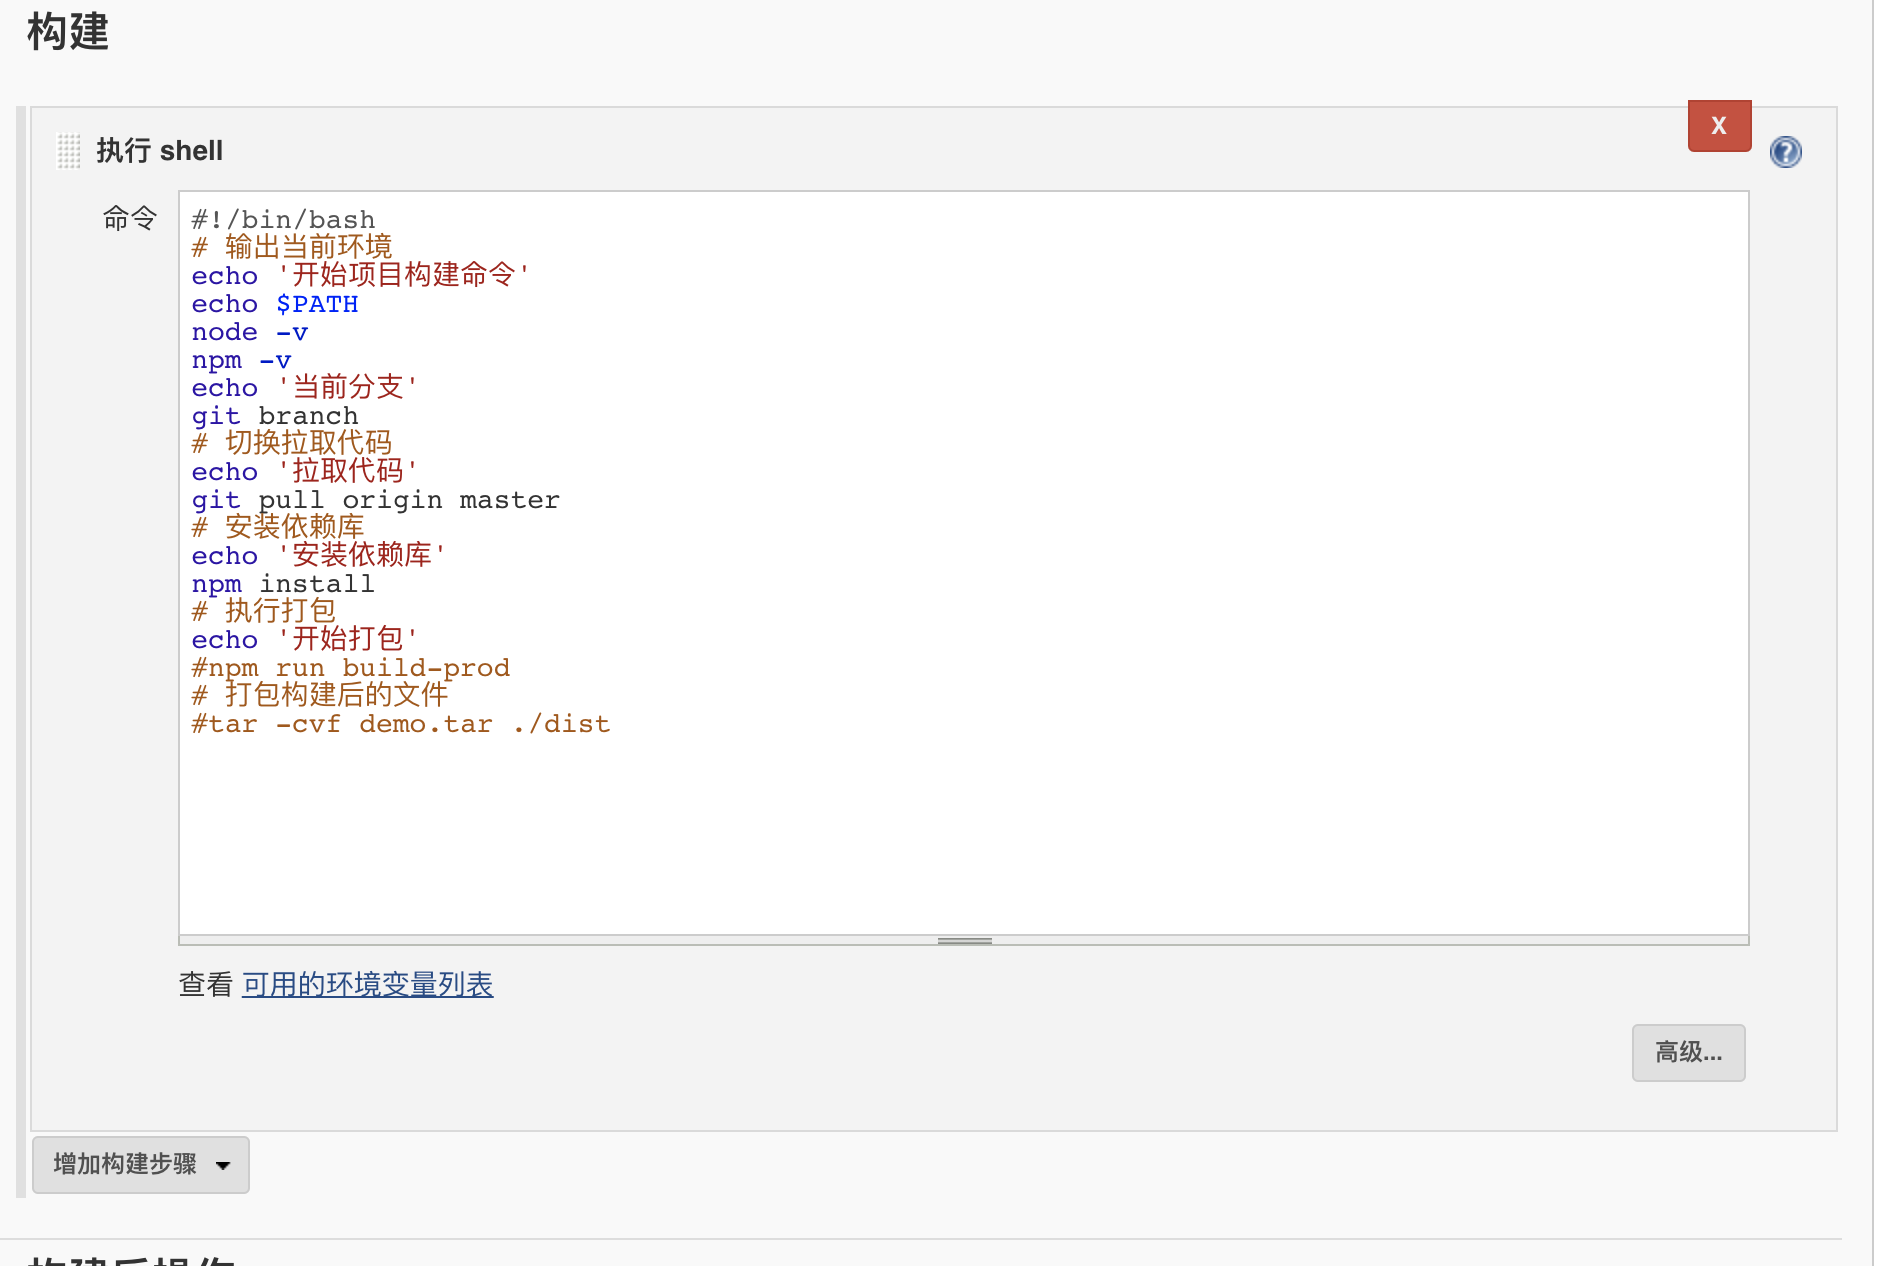 构建
执行 shell
X
?
命令
#!/bin/bash
# 输出当前环境
echo '开始项目构建命令'
echo $PATH
node -v
npm -v
echo '当前分支'
git branch
# 切换拉取代码
echo '拉取代码'
git pull origin master
# 安装依赖库
echo '安装依赖库'
npm install
# 执行打包
echo '开始打包'
#npm run build-prod
# 打包构建后的文件
#tar -cvf demo.tar ./dist
查看 可用的环境变量列表
高级...
增加构建步骤
构建后操作